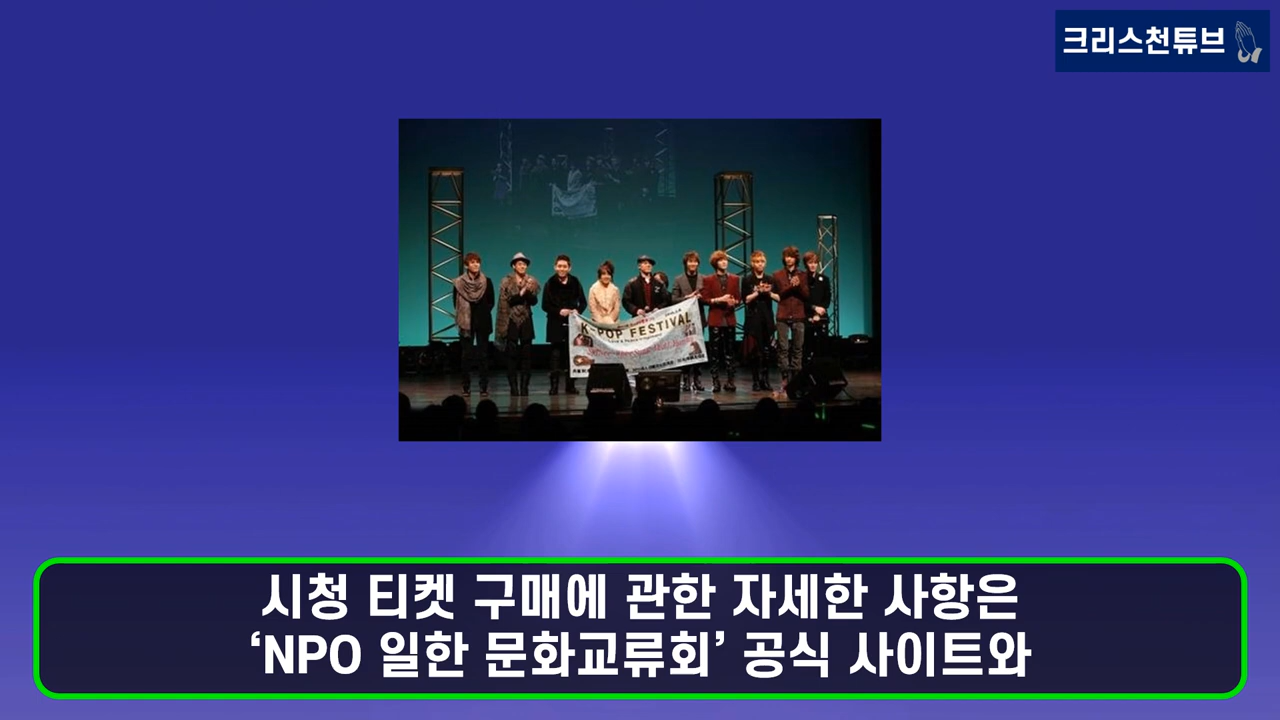 크리스천튜브
K-POP FESTIVAL
시청 티켓 구매에 관한 자세한 사항은
‘NPO 일한 문화교류회’ 공식 사이트와